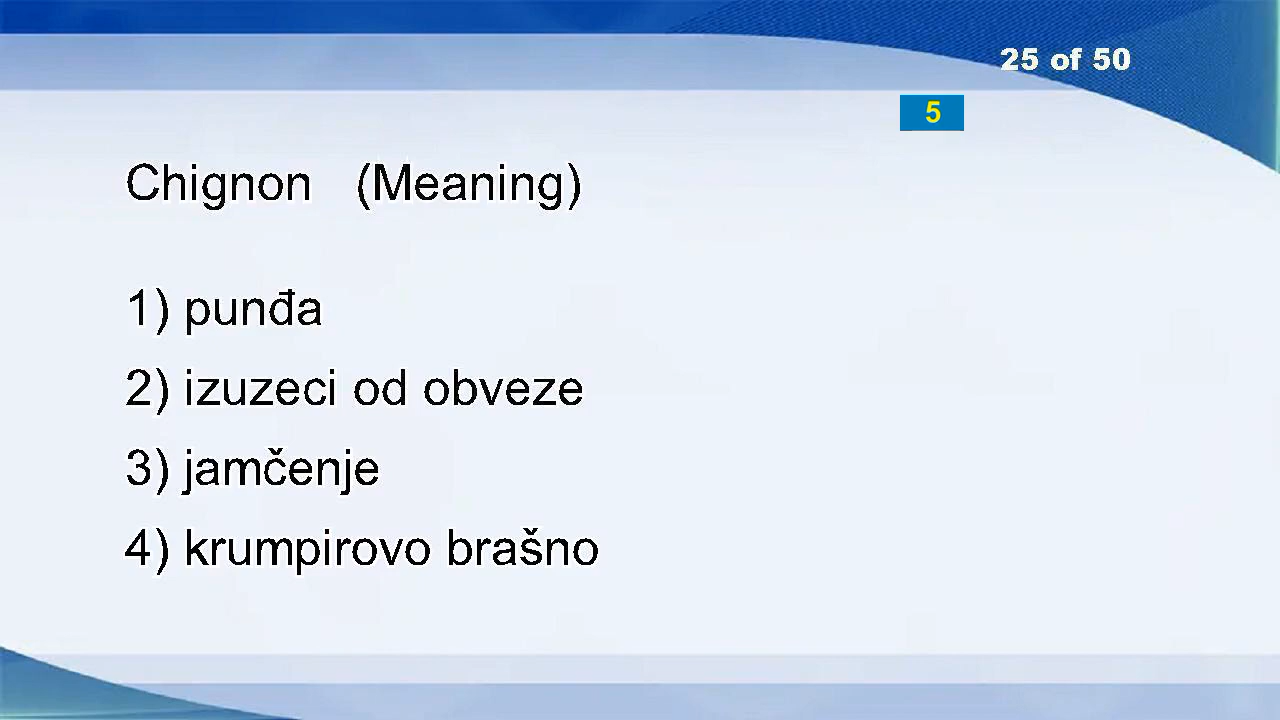 25 of 50
5
Chignon (Meaning)
1) punđa
2) izuzeci od obveze
3) jamčenje
4) krumpirovo brašno